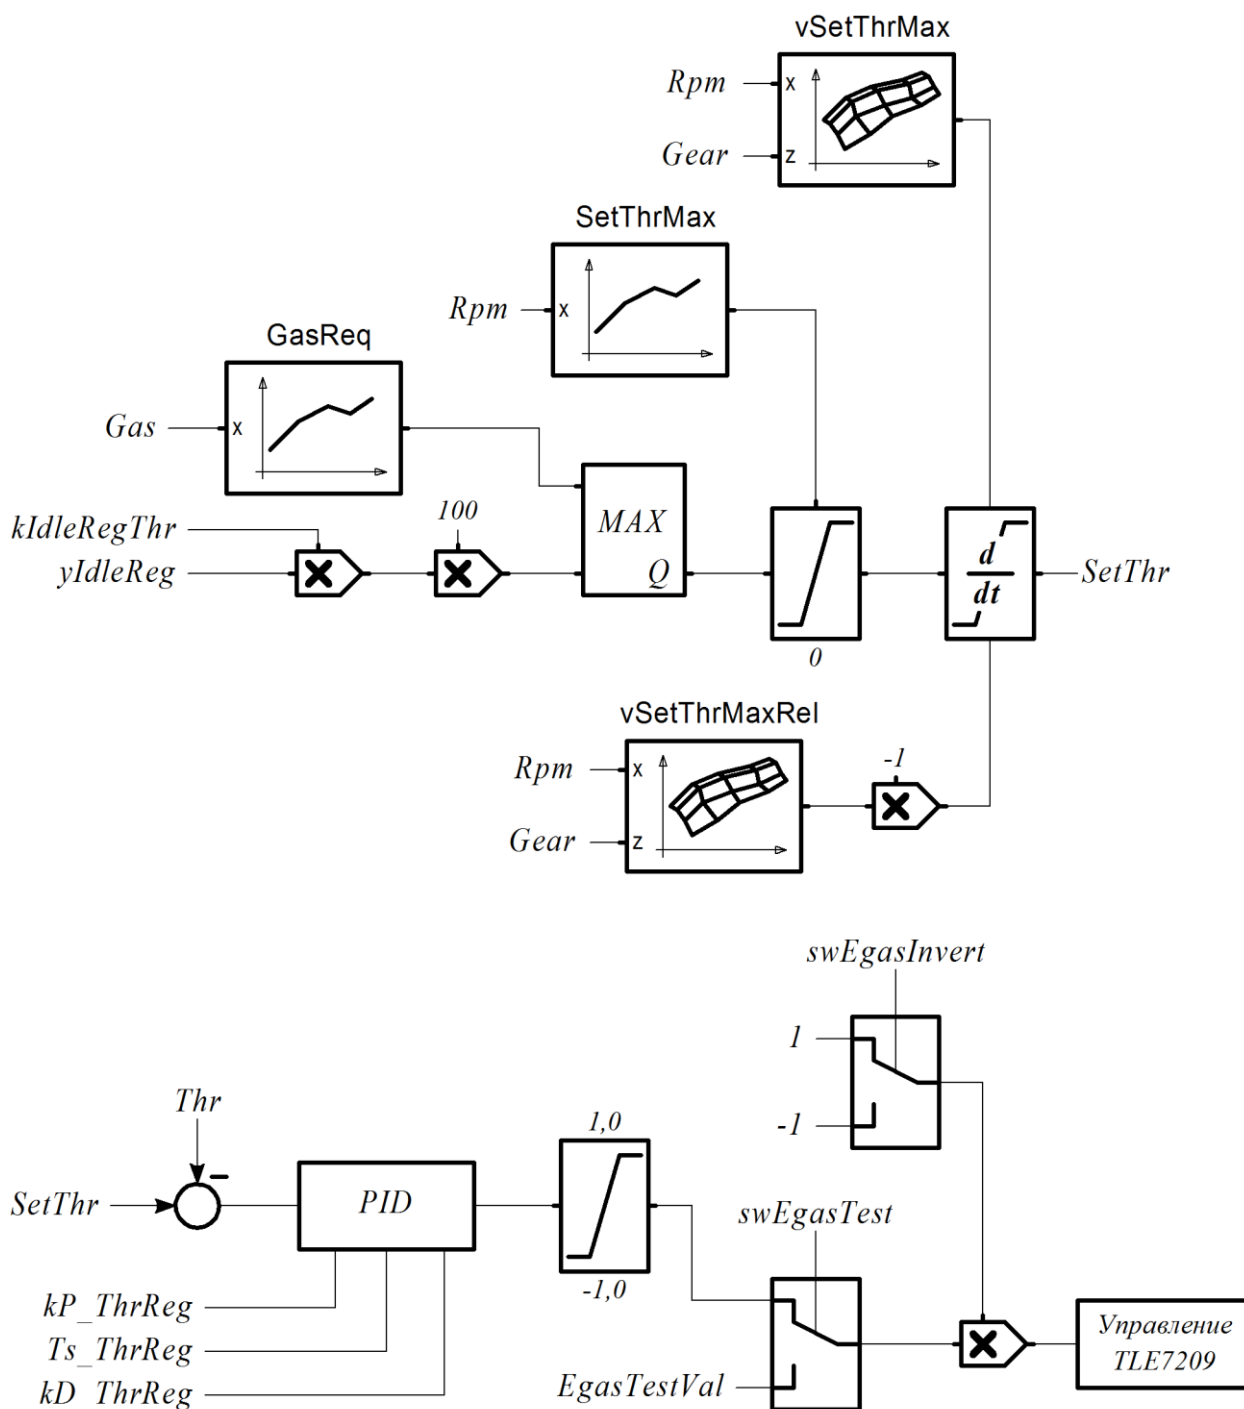 vSetThrMax
Rpm
x
Gear
z
SetThrMax
Rpm
x
GasReq
Gas
x
kIdleRegThr
yIdleReg
100
MAX
Q
0
d
dt
SetThr
vSetThrMaxRel
Rpm
x
Gear
z
-1
swEgasInvert
1
-1
Thr
SetThr
PID
1,0
-1,0
kP_ThrReg
Ts_ThrReg
kD_ThrReg
swEgasTest
EgasTestVal
Управление
TLE7209